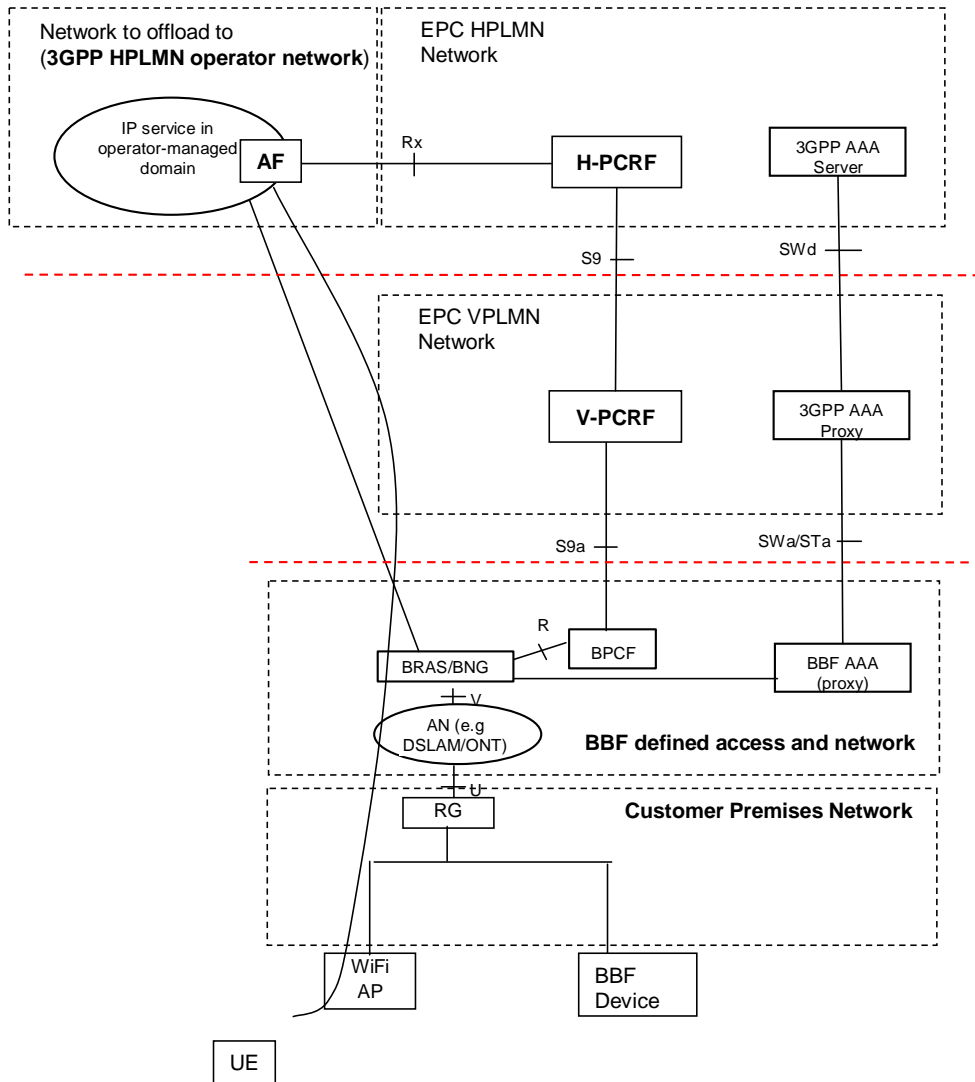 Network to offload to
(3GPP HPLMN operator network)
EPC HPLMN
Network
IP service in
operator-managed
domain
AF
Rx
H-PCRF
3GPP AAA
Server
S9
SWd
EPC VPLMN
Network
V-PCRF
3GPP AAA
Proxy
S9a
SWa/STa
R
BPCF
BRAS/BNG
BBF AAA
(proxy)
V
AN (e.g
DSLAM/ONT)
BBF defined access and network
U
RG
Customer Premises Network
WiFi
AP
BBF
Device
UE